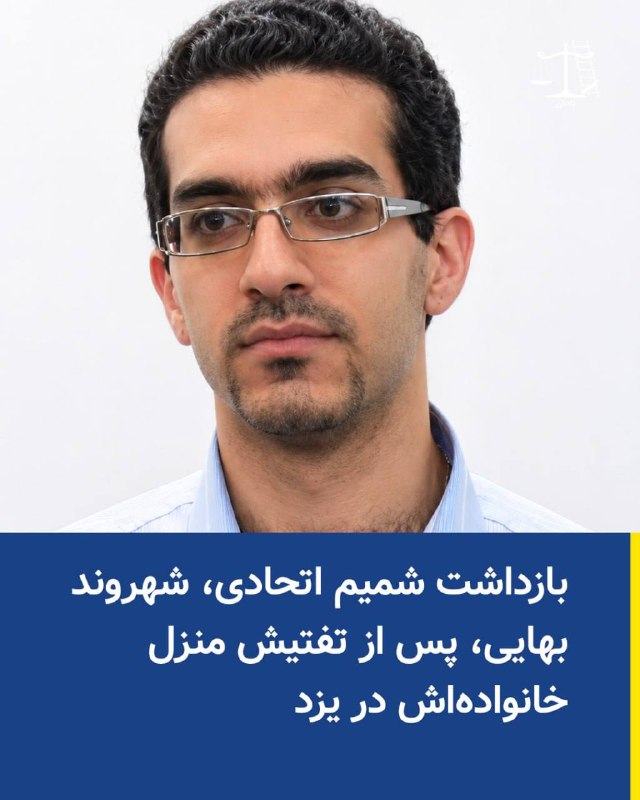 بازداشت شمیم اتحادی، شهروند
بهایی، پس از تفتیش منزل
خانواده‌اش در یزد